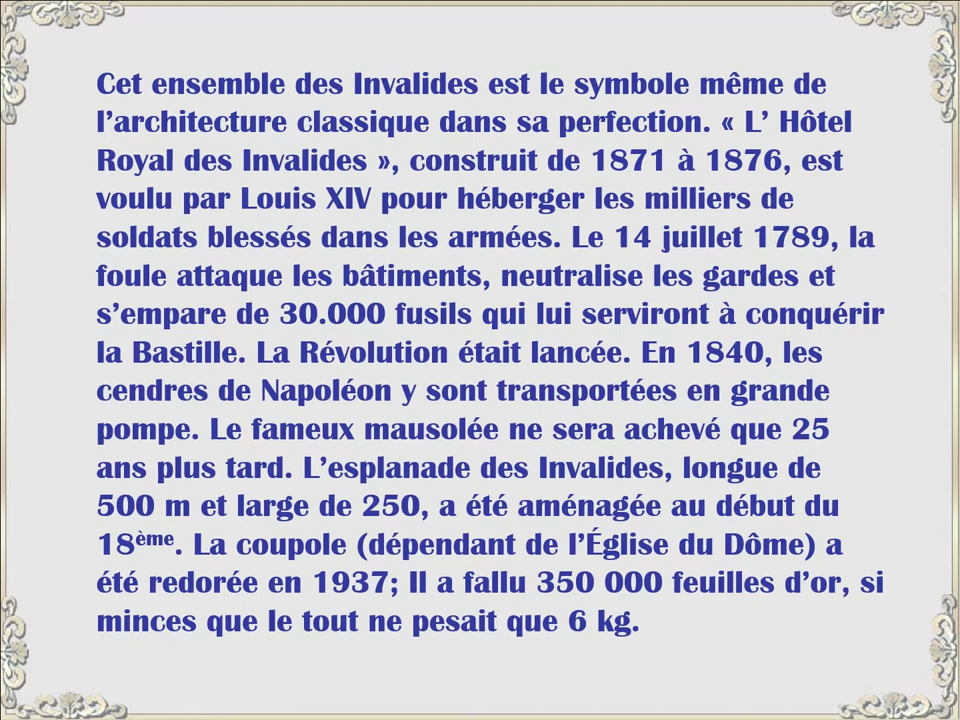 Cet ensemble des Invalides est le symbole même de
l’architecture classique dans sa perfection. « L’ Hôtel
Royal des Invalides », construit de 1871 à 1876, est
voulu par Louis XIV pour héberger les milliers de
soldats blessés dans les armées. Le 14 juillet 1789, la
foule attaque les bâtiments, neutralise les gardes et
s’empare de 30.000 fusils qui lui serviront à conquérir
la Bastille. La Révolution était lancée. En 1840, les
cendres de Napoléon y sont transportées en grande
pompe. Le fameux mausolée ne sera achevé que 25
ans plus tard. L’esplanade des Invalides, longue de
500 m et large de 250, a été aménagée au début du
18ème. La coupole (dépendant de l’Église du Dôme) a
été redorée en 1937; Il a fallu 350 000 feuilles d’or, si
minces que le tout ne pesait que 6 kg.